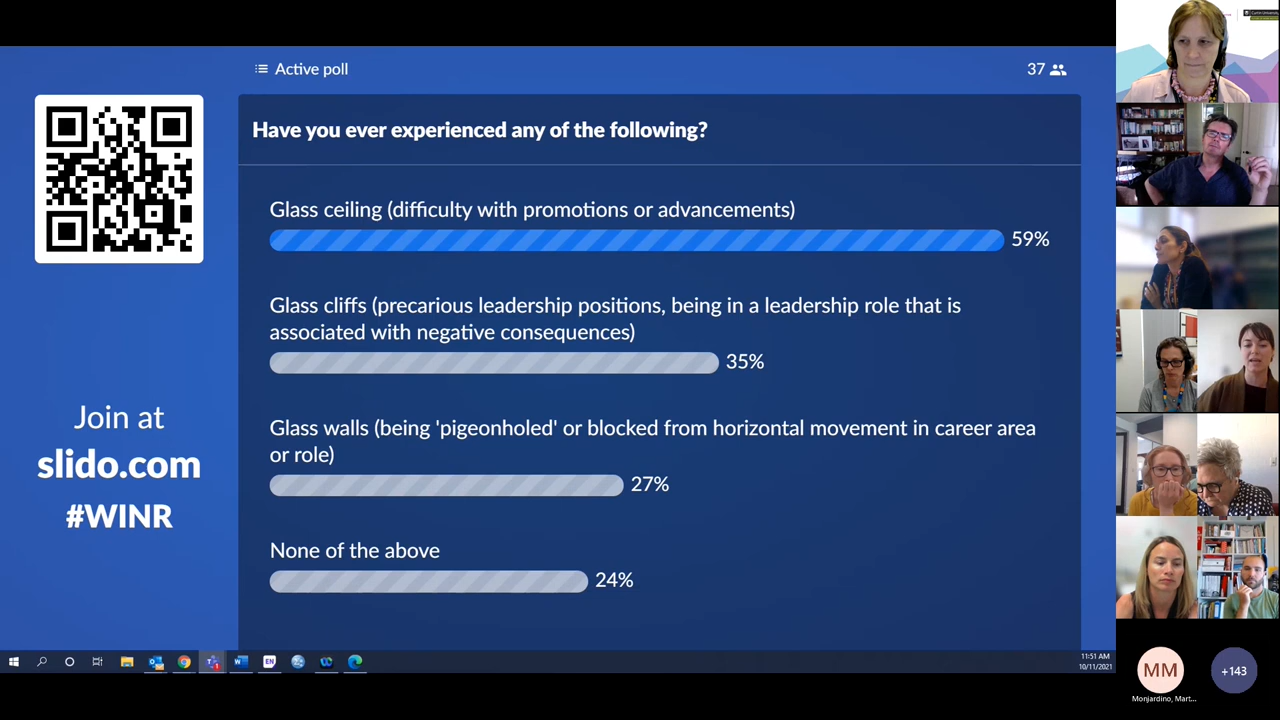 Active poll
37
Have you ever experienced any of the following?
Glass ceiling (difficulty with promotions or advancements)
59%
Glass cliffs (precarious leadership positions, being in a leadership role that is
associated with negative consequences)
35%
Glass walls (being 'pigeonholed' or blocked from horizontal movement in career area
or role)
27%
None of the above
24%
Join at
slido.com
#WINR
EN
11:51 AM
10/11/2021
MM
Monjardino, Mart...
+143